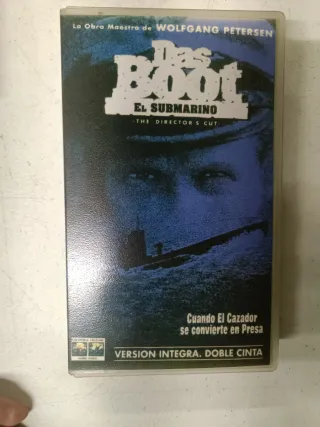 La Obra Maestra de WOLFGANG PETERSEN
Das
Boot
EL SUBMARINO
THE DIRECTOR'S CUT
Cuando El Cazador
se convierte en Presa
VERSION INTEGRA. DOBLE CINTA